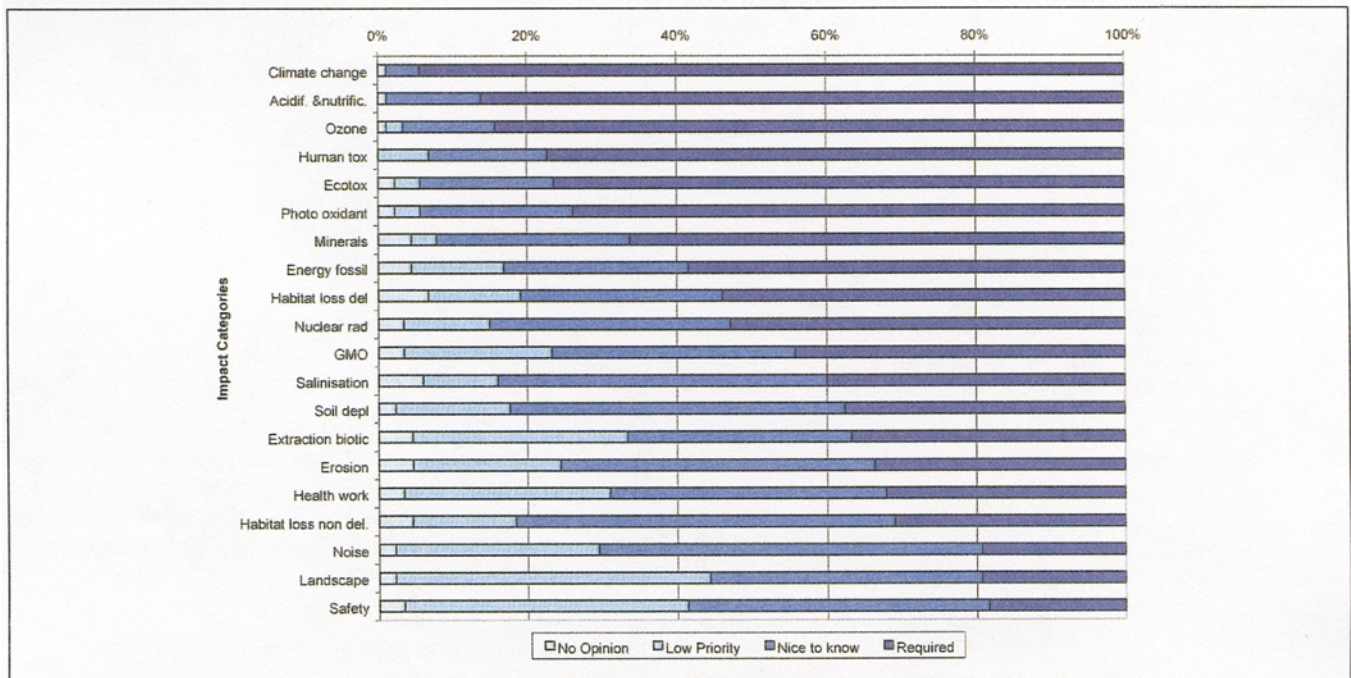 0% 20% 40% 60% 80% 100%
Climate change
Acidif. &nutrific.
Ozone
Human tox
Ecotox
Photo oxidant
Minerals
Energy fossil
Habitat loss del
Nuclear rad
GMO
Salinisation
Soil depl
Extraction biotic
Erosion
Health work
Habitat loss non del.
Noise
Landscape
Safety
Impact Categories
No Opinion Low Priority Nice to know Required